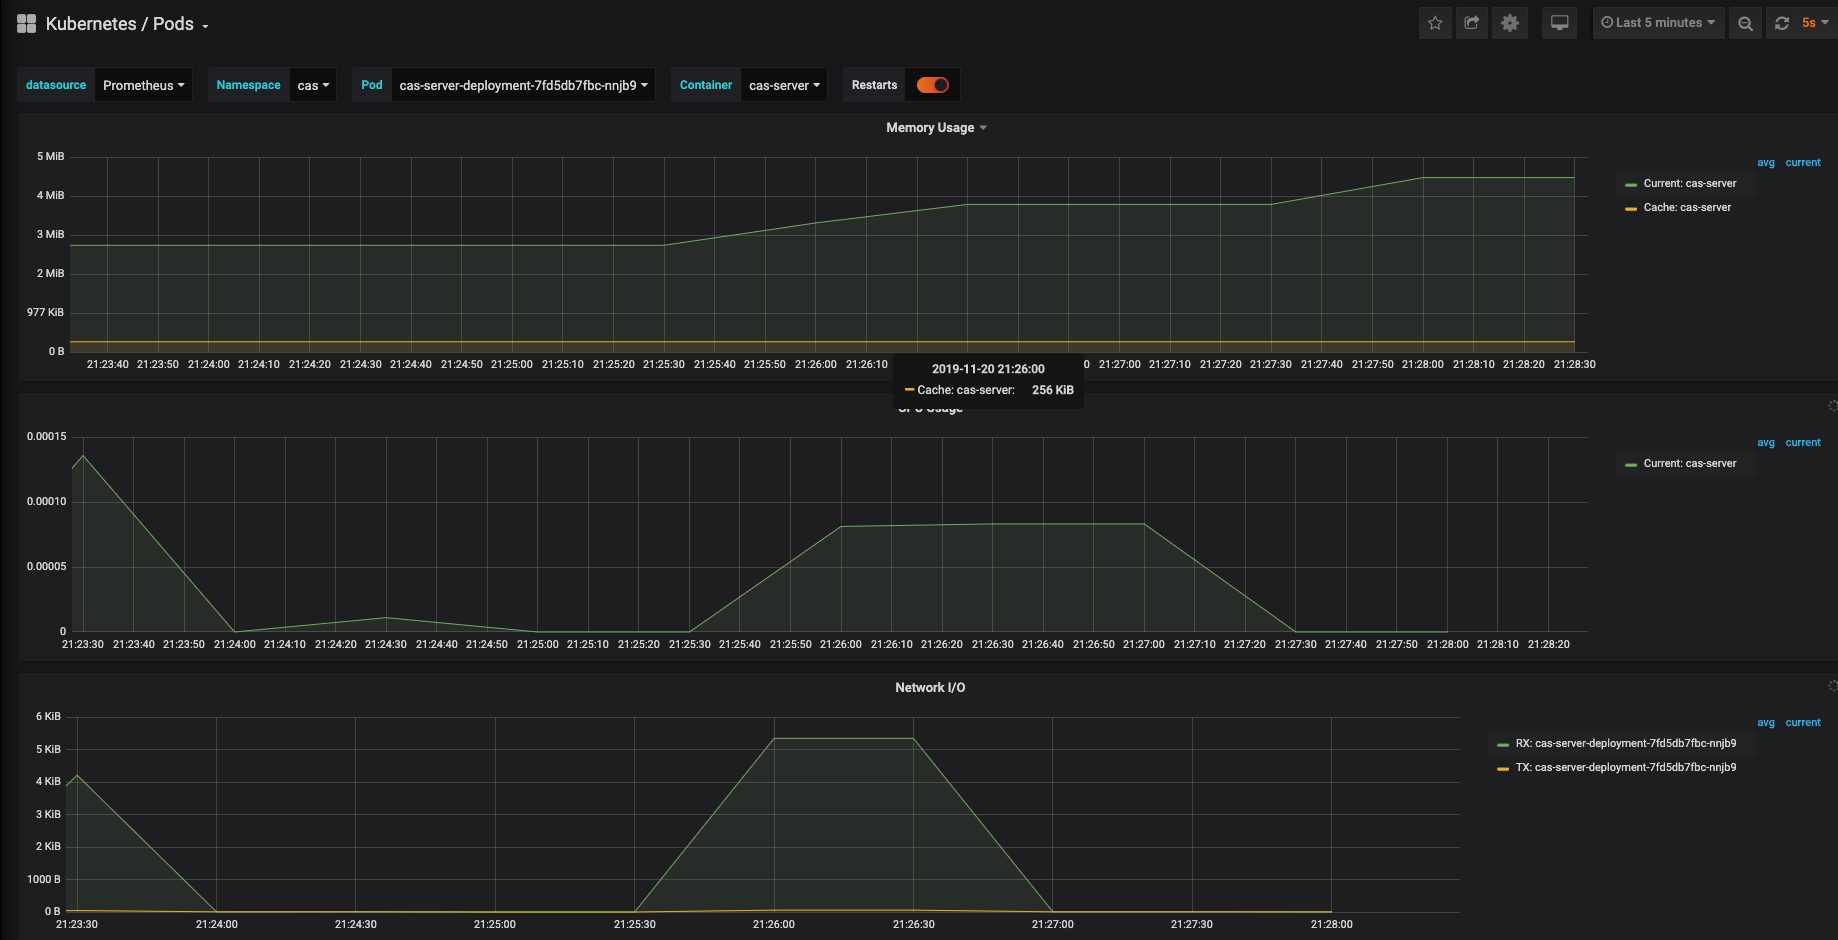 Kubernetes / Pods
Last 5 minutes 5s
datasource Prometheus Namespace cas Pod cas-server-deployment-7fd5db7fbc-nnjb9 Container cas-server Restarts
Memory Usage
avg current
Current: cas-server
Cache: cas-server
5 MiB
4 MiB
3 MiB
2 MiB
977 KiB
0 B
21:23:40 21:23:50 21:24:00 21:24:10 21:24:20 21:24:30 21:24:40 21:24:50 21:25:00 21:25:10 21:25:20 21:25:30 21:25:40 21:25:50 21:26:00 21:26:10 0 21:27:00 21:27:10 21:27:20 21:27:30 21:27:40 21:27:50 21:28:00 21:28:10 21:28:20 21:28:30
2019-11-20 21:26:00
Cache: cas-server: 256 KiB
CPU Usage
avg current
Current: cas-server
0.00015
0.00010
0.00005
0
21:23:30 21:23:40 21:23:50 21:24:00 21:24:10 21:24:20 21:24:30 21:24:40 21:24:50 21:25:00 21:25:10 21:25:20 21:25:30 21:25:40 21:25:50 21:26:00 21:26:10 21:26:20 21:26:30 21:26:40 21:26:50 21:27:00 21:27:10 21:27:20 21:27:30 21:27:40 21:27:50 21:28:00 21:28:10 21:28:20
Network I/O
avg current
RX: cas-server-deployment-7fd5db7fbc-nnjb9
TX: cas-server-deployment-7fd5db7fbc-nnjb9
6 KiB
5 KiB
4 KiB
3 KiB
2 KiB
1000 B
0 B
21:23:30 21:24:00 21:24:30 21:25:00 21:25:30 21:26:00 21:26:30 21:27:00 21:27:30 21:28:00